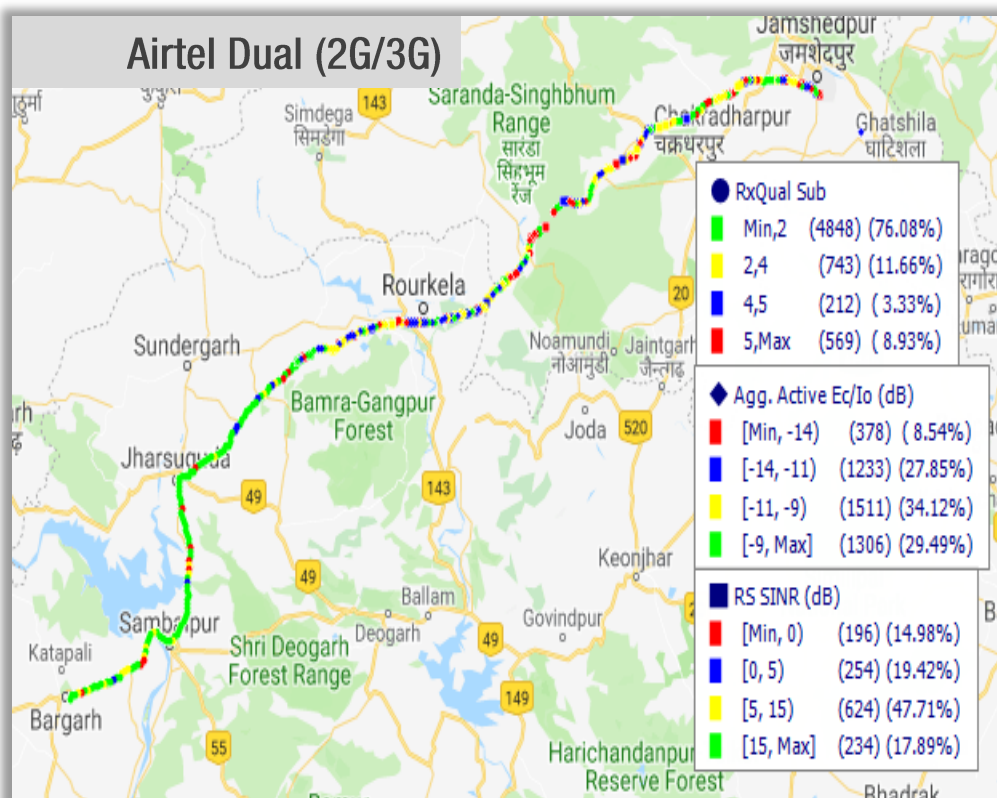 Airtel Dual (2G/3G)
Jamshedpur
जमशेदपुर
143
Simdega
सिमडेगा
Saranda-Singhbhum
Range
सारंडा
सिंहभूम
रेंज
Chakradharpur
चक्रधरपुर
Ghatshila
घाटशिला
RxQual Sub
Min,2 (4848) (76.08%)
2,4 (743) (11.66%)
4,5 (212) ( 3.33%)
5,Max (569) ( 8.93%)
Rourkela
20
Sundergarh
Noamundi
नोआमुंडी
Jaintgarh
जैन्तगढ़
Bamra-Gangpur
Forest
Agg. Active Ec/Io (dB)
[Min, -14) (378) ( 8.54%)
[-14, -11) (1233) (27.85%)
[-11, -9) (1511) (34.12%)
[-9, Max] (1306) (29.49%)
Joda
520
Jharsuguda
49
143
Keonjhar
49
Ballam
Deogarh
Govindpur
RS SINR (dB)
[Min, 0) (196) (14.98%)
[0, 5) (254) (19.42%)
[5, 15) (624) (47.71%)
[15, Max] (234) (17.89%)
Sambalpur
49
Katapali
Shri Deogarh
Forest Range
149
Bargarh
55
Harichandanpur
Reserve Forest
Bhadrak